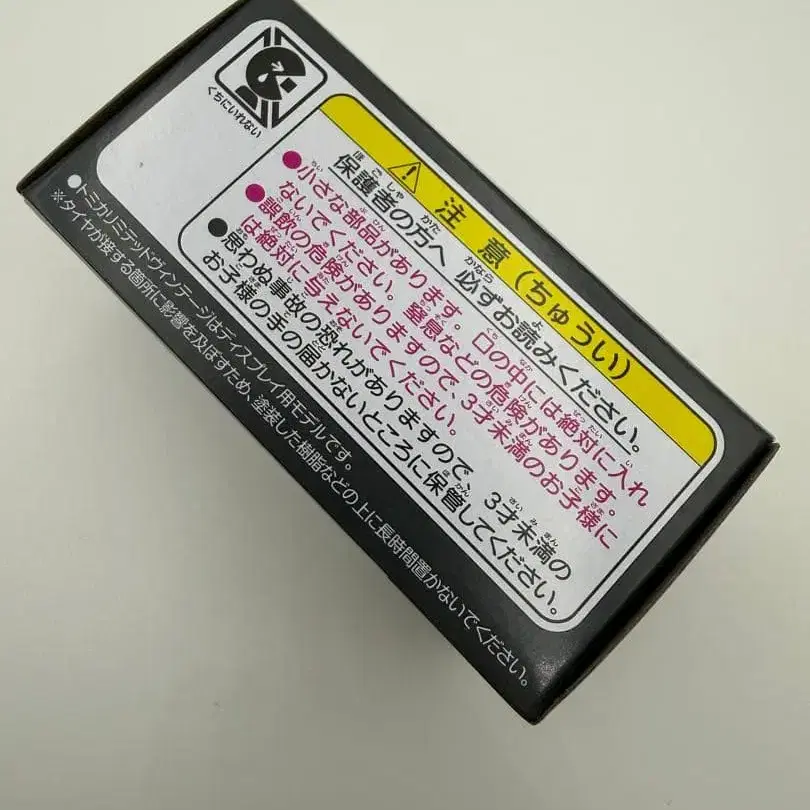 くちにいれない
注意(ちゅうい)
保護者の方へ 必ずお読みください。
●小さな部品があります。口の中には絶対に入れ
ないでください。窒息などの危険があります。
●誤飲の危険がありますので、3才未満のお子様に
は絶対に与えないでください。
●思わぬ事故の恐れがありますので、3才未満の
お子様の手の届かないところに保管してください。
●トミカリミテッドヴィンテージはディスプレイ用モデルです。
※タイヤが接する箇所に影響を及ぼすため、塗装した樹脂などの上に長時間置かないでください。